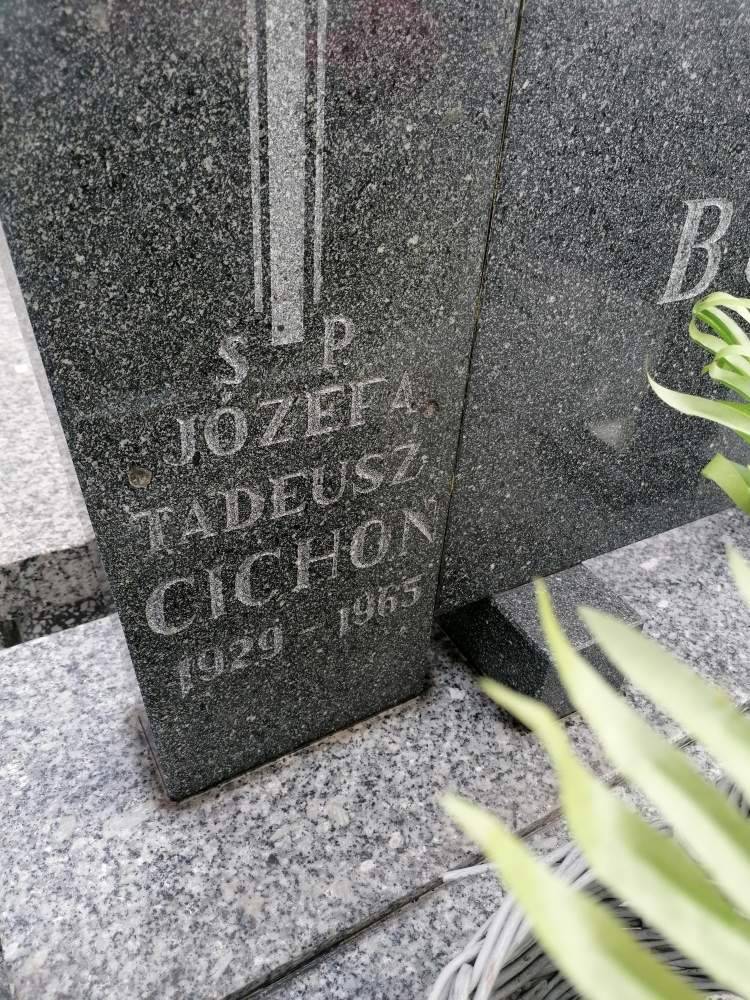 Ś P
JÓZEFA
TADEUSZ
CICHOŃ
1929 - 1965
B